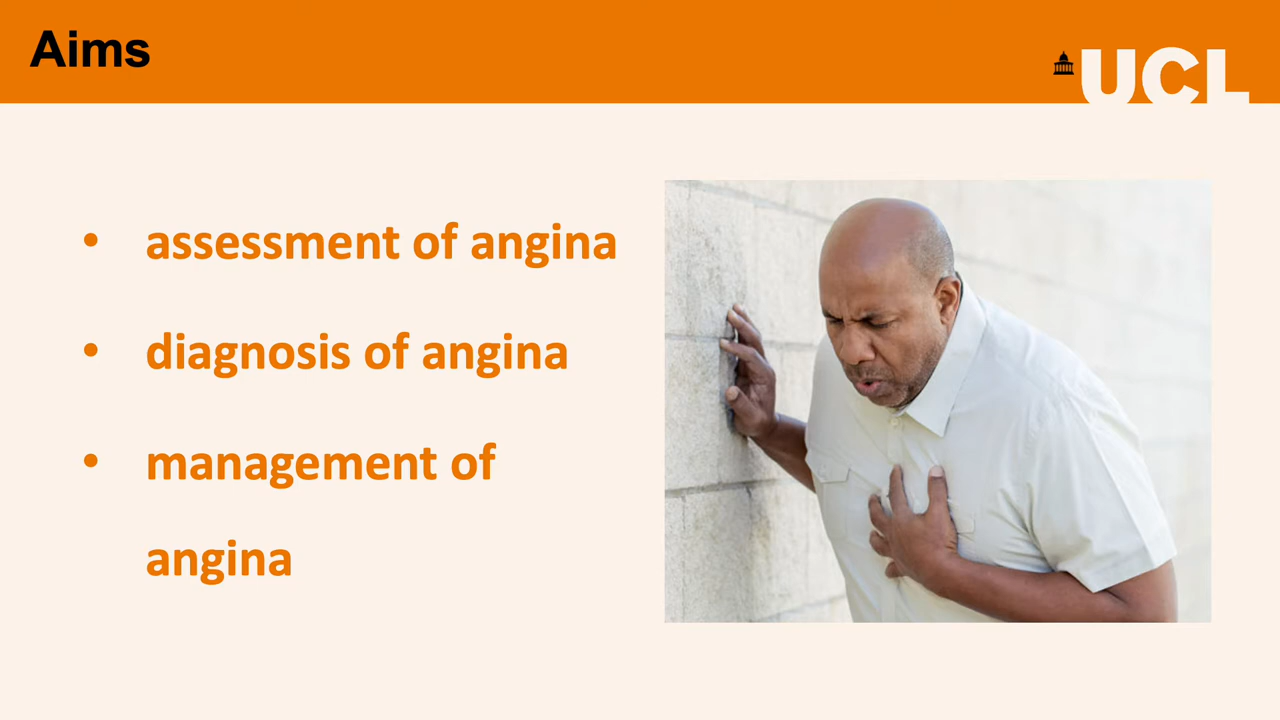 Aims
UCL
• assessment of angina
• diagnosis of angina
• management of
angina